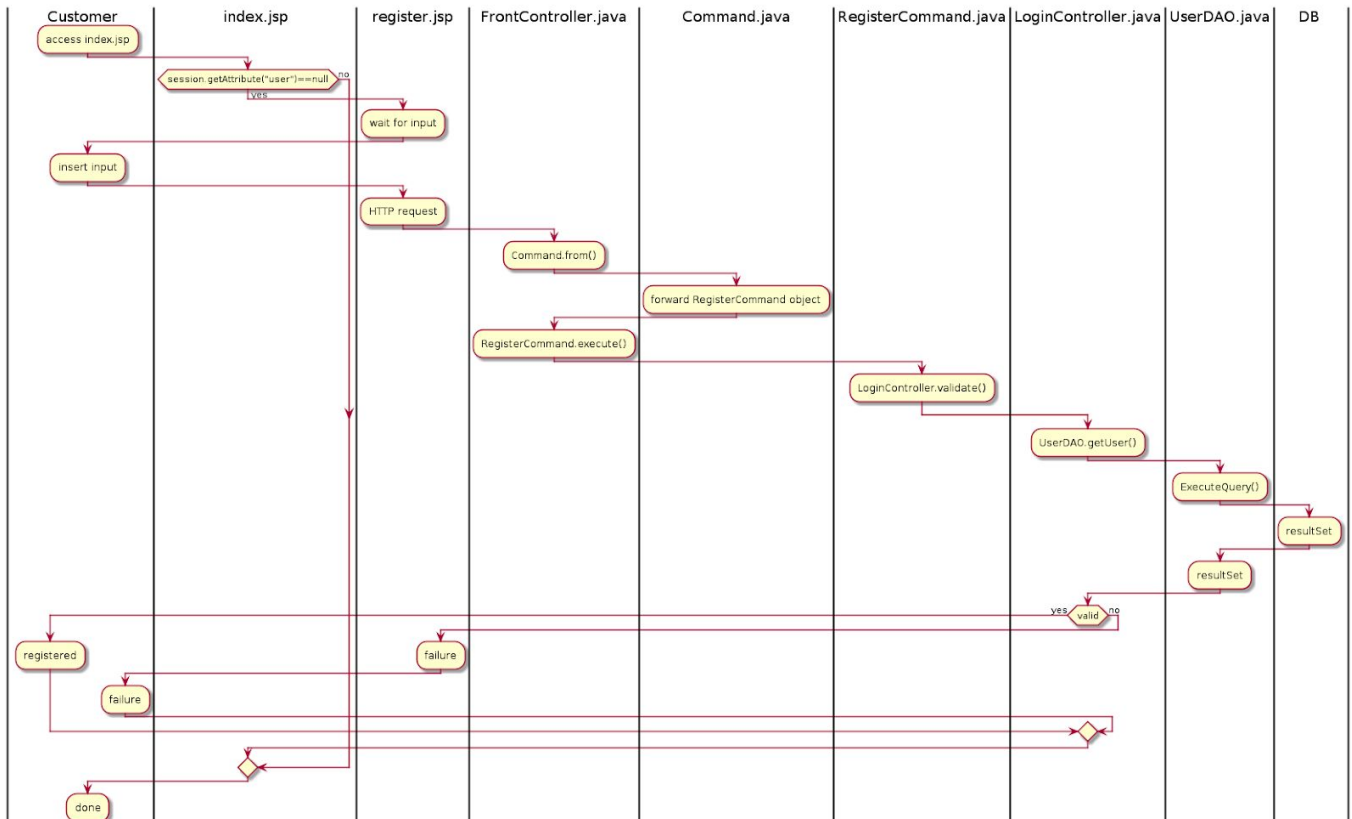 Customer
index.jsp
register.jsp
FrontController.java
Command.java
RegisterCommand.java
LoginController.java
UserDAO.java
DB
access index.jsp
session.getAttribute("user")==null
no
yes
wait for input
insert input
HTTP request
Command.from()
forward RegisterCommand object
RegisterCommand.execute()
LoginController.validate()
UserDAO.getUser()
ExecuteQuery()
resultSet
resultSet
yes
valid
no
registered
failure
failure
done